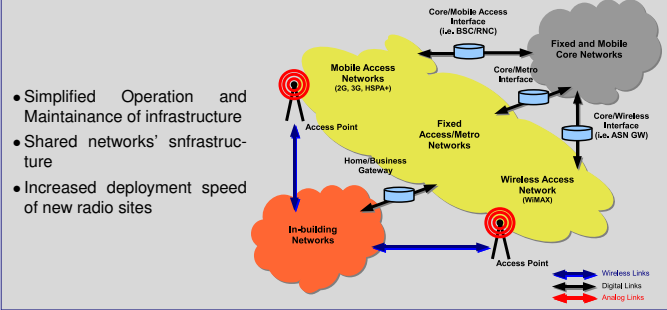 • Simplified Operation and
Maintainance of infrastructure
• Shared networks' snfrastruc-
ture
• Increased deployment speed
of new radio sites
Core/Mobile Access
Interface
(i.e. BSC/RNC)
Fixed and Mobile
Core Networks
Mobile Access
Networks
(2G, 3G, HSPA+)
Core/Metro
Interface
Access Point
Fixed
Access/Metro
Networks
Core/Wireless
Interface
(i.e. ASN GW)
Home/Business
Gateway
Wireless Access
Network
(WiMAX)
In-building
Networks
Access Point
Wireless Links
Digital Links
Analog Links